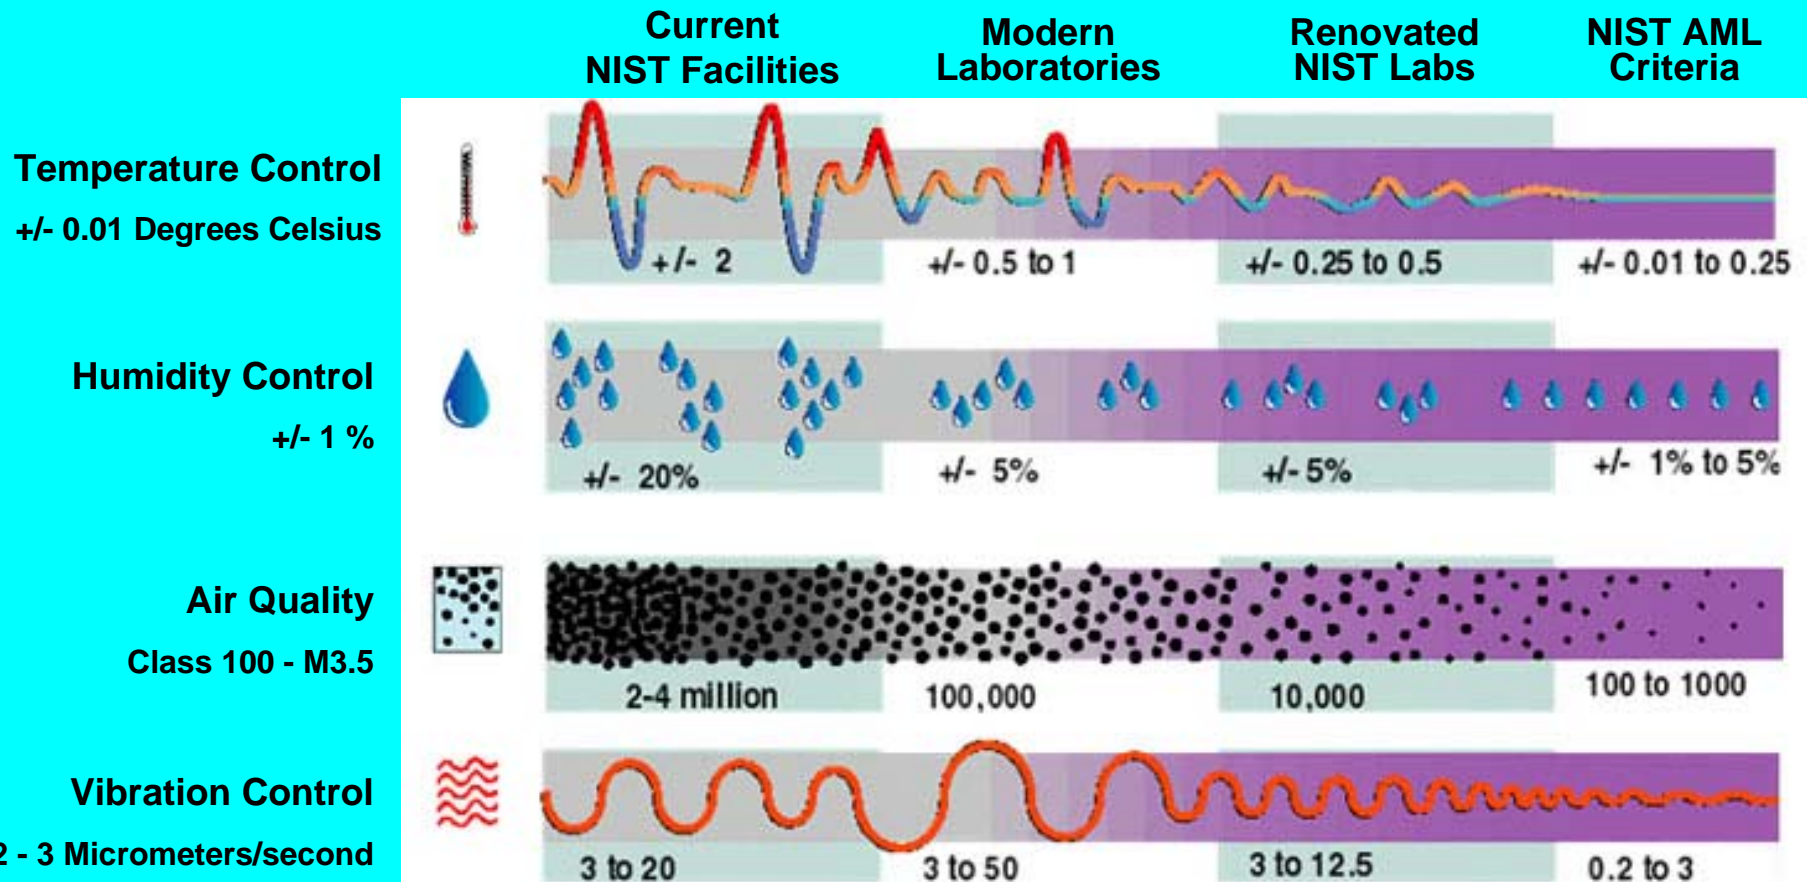 Current
NIST Facilities
Modern
Laboratories
Renovated
NIST Labs
NIST AML
Criteria
Temperature Control
+/- 0.01 Degrees Celsius
+/- 2
+/- 0.5 to 1
+/- 0.25 to 0.5
+/- 0.01 to 0.25
Humidity Control
+/- 1 %
+/- 20%
+/- 5%
+/- 5%
+/- 1% to 5%
Air Quality
Class 100 - M3.5
2-4 million
100,000
10,000
100 to 1000
Vibration Control
2 - 3 Micrometers/second
3 to 20
3 to 50
3 to 12.5
0.2 to 3